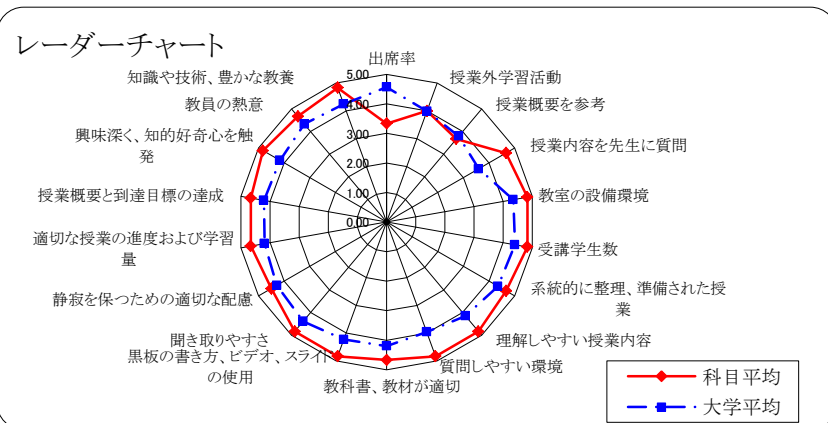 レーダーチャート
出席率
授業外学習活動
授業概要を参考
授業内容を先生に質問
教室の設備環境
受講学生数
系統的に整理、準備された授
業
理解しやすい授業内容
質問しやすい環境
教科書、教材が適切
黒板の書き方、ビデオ、スライド
の使用
聞き取りやすさ
静寂を保つための適切な配慮
適切な授業の進度および学習
量
授業概要と到達目標の達成
興味深く、知的好奇心を触
発
教員の熱意
知識や技術、豊かな教養
5.00
4.00
3.00
2.00
1.00
0.00
科目平均
大学平均